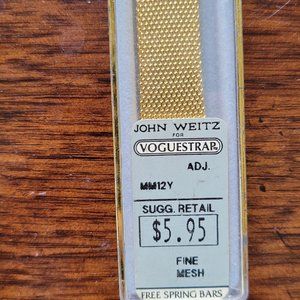 JOHN WEITZ
FOR
VOGUESTRAP®
ADJ.
MM12Y
SUGG. RETAIL
$5.95
FINE
MESH
FREE SPRING BARS